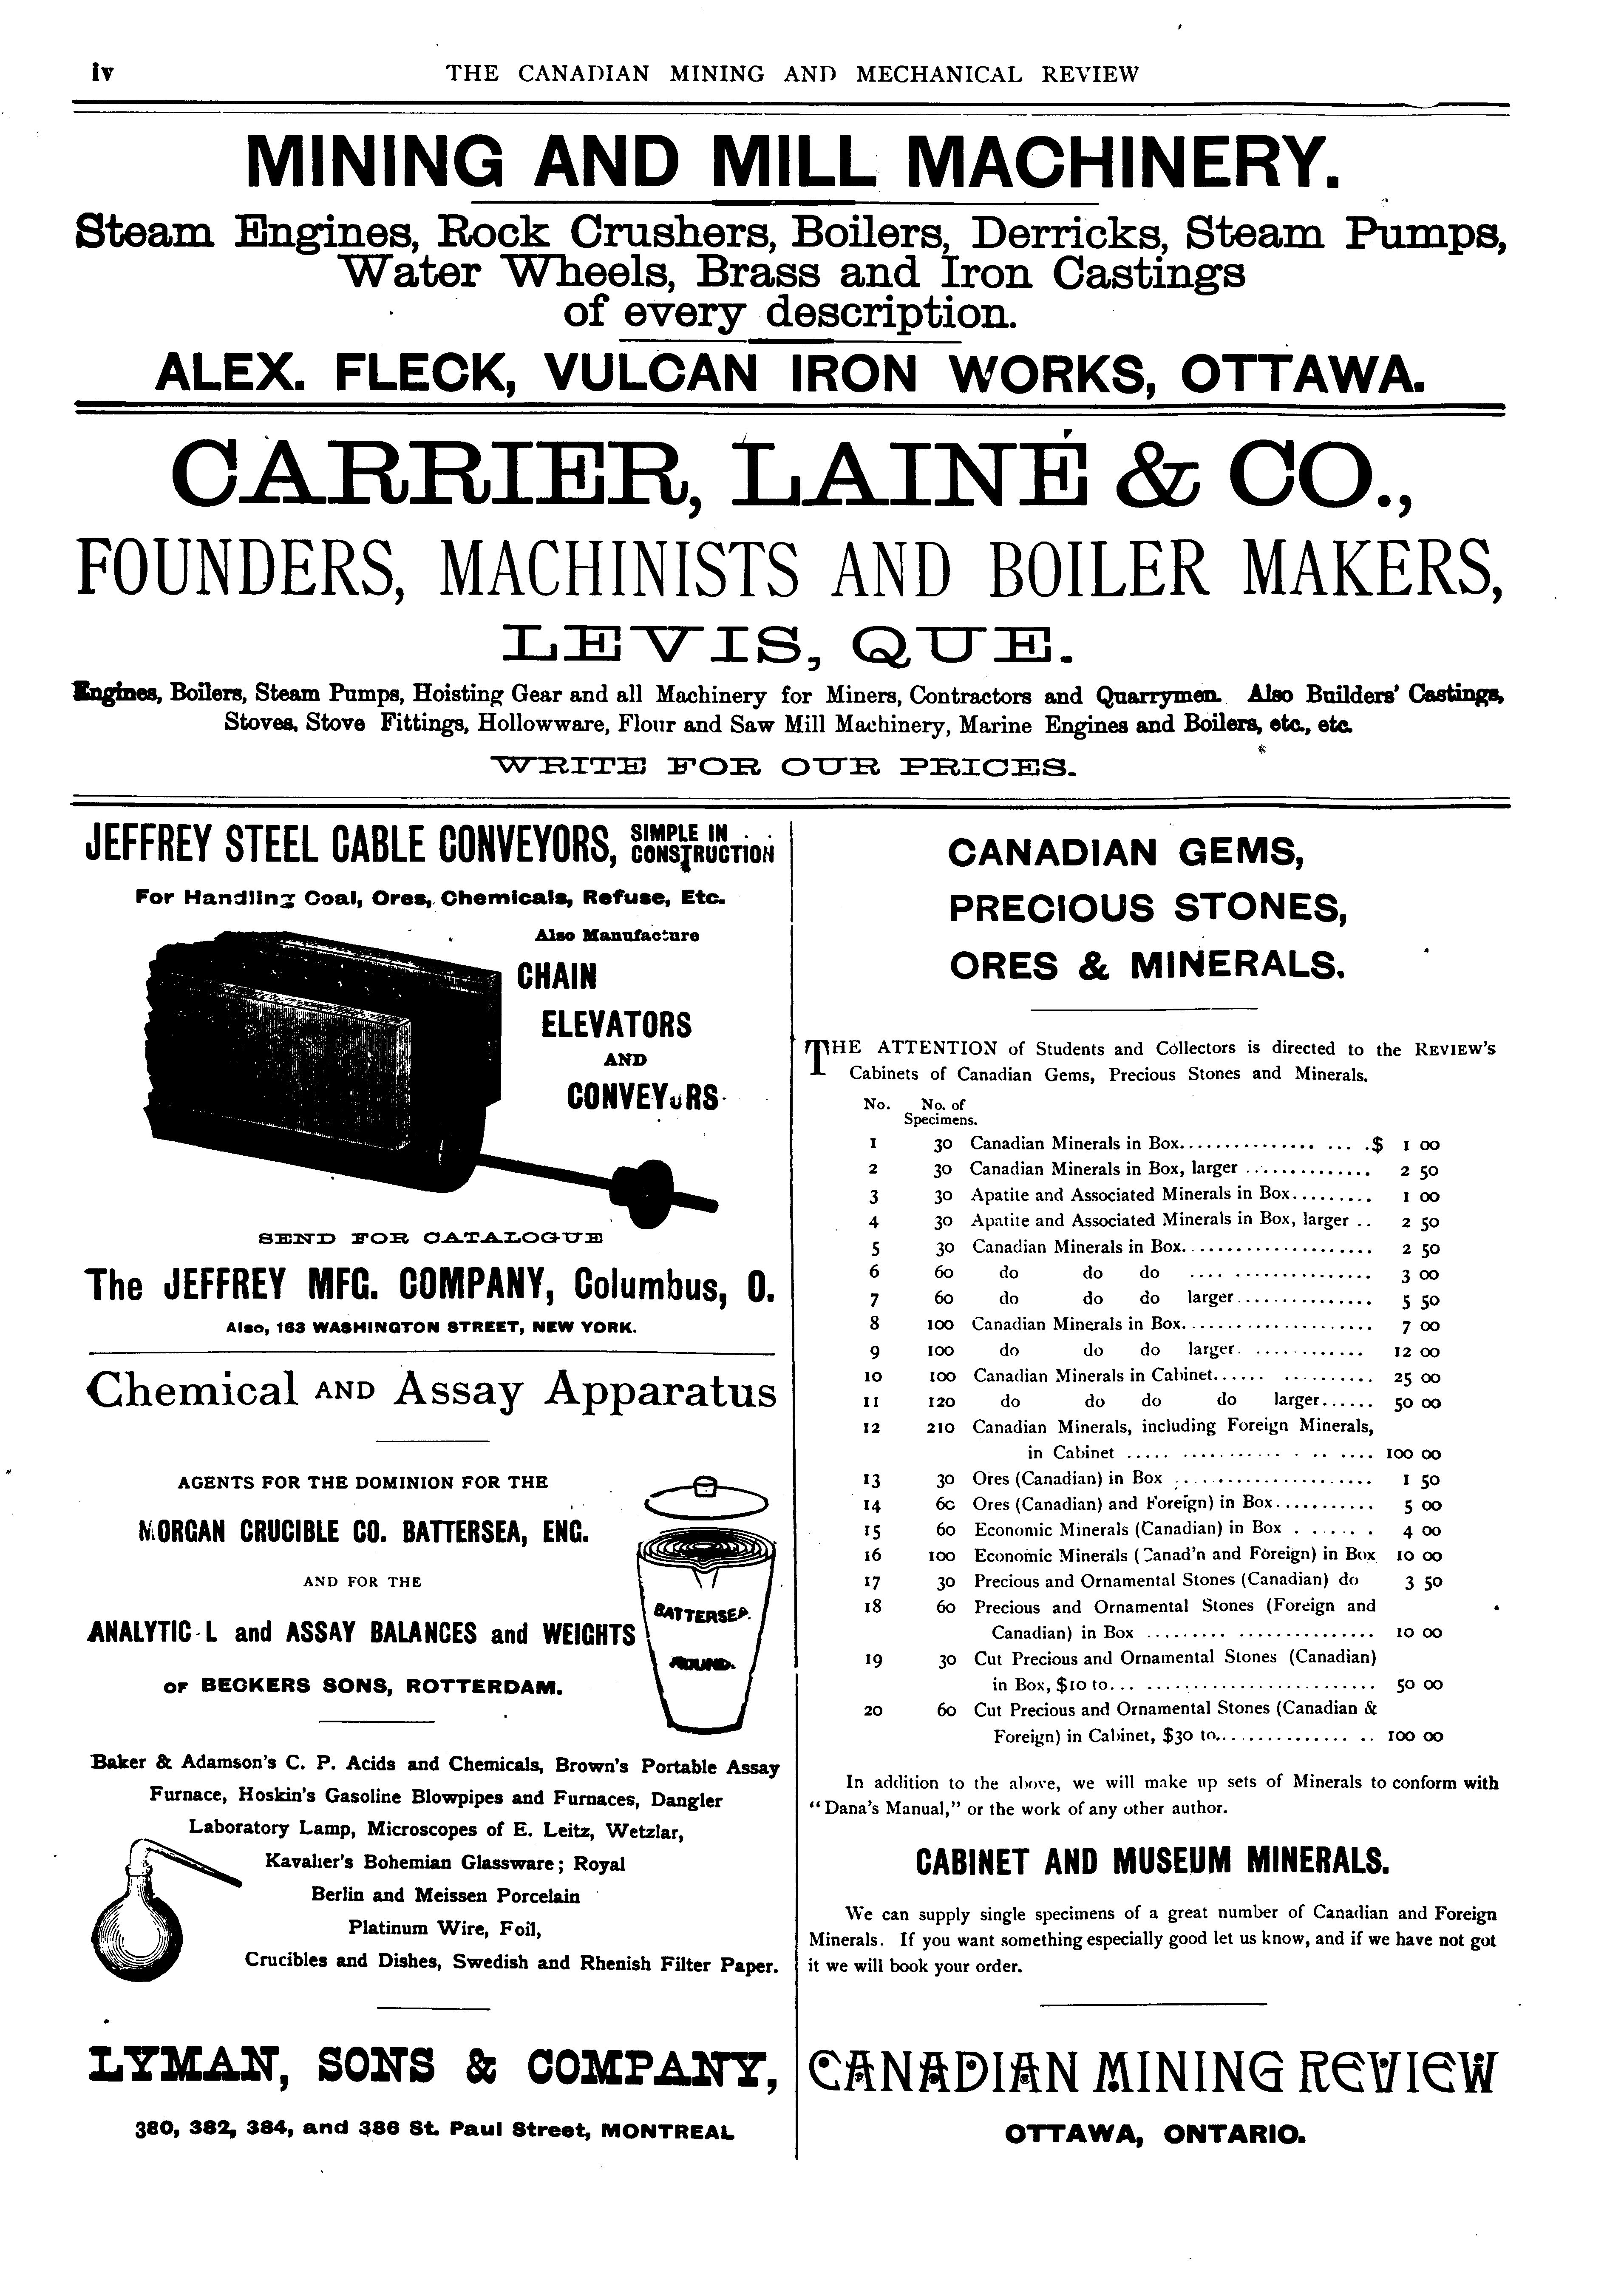 iv
THE CANADIAN MINING AND MECHANICAL REVIEW
MINING AND MILL MACHINERY.
Steam Engines, Rock Crushers, Boilers, Derricks, Steam Pumps,
Water Wheels, Brass and Iron Castings
of every description.
ALEX. FLECK, VULCAN IRON WORKS, OTTAWA.
CARRIER, LAINÉ & CO.,
FOUNDERS, MACHINISTS AND BOILER MAKERS,
LEVIS, QUE.
Engines, Boilers, Steam Pumps, Hoisting Gear and all Machinery for Miners, Contractors and Quarrymen. Also Builders' Castings,
Stoves, Stove Fittings, Hollowware, Flour and Saw Mill Machinery, Marine Engines and Boilers, etc., etc.
WRITE FOR OUR PRICES.
JEFFREY STEEL CABLE CONVEYORS, SIMPLE IN CONSTRUCTION
For Handling Coal, Ores, Chemicals, Refuse, Etc.
Also Manufacture
CHAIN
ELEVATORS
AND
CONVEYORS
SEND FOR CATALOGUE
The JEFFREY MFG. COMPANY, Columbus, O.
Also, 163 WASHINGTON STREET, NEW YORK.
Chemical AND Assay Apparatus
AGENTS FOR THE DOMINION FOR THE
MORGAN CRUCIBLE CO. BATTERSEA, ENG.
AND FOR THE
ANALYTIC L and ASSAY BALANCES and WEIGHTS
OF BECKERS SONS, ROTTERDAM.
BATTERSEA
ROUND.
Baker & Adamson's C. P. Acids and Chemicals, Brown's Portable Assay
Furnace, Hoskin's Gasoline Blowpipes and Furnaces, Dangler
Laboratory Lamp, Microscopes of E. Leitz, Wetzlar,
Kavalier's Bohemian Glassware; Royal
Berlin and Meissen Porcelain
Platinum Wire, Foil,
Crucibles and Dishes, Swedish and Rhenish Filter Paper.
LYMAN, SONS & COMPANY,
380, 382, 384, and 386 St. Paul Street, MONTREAL
CANADIAN GEMS,
PRECIOUS STONES,
ORES & MINERALS.
THE ATTENTION of Students and Collectors is directed to the REVIEW'S
Cabinets of Canadian Gems, Precious Stones and Minerals.
No. No. of
Specimens.
1 30 Canadian Minerals in Box.................. $ 1 00
2 30 Canadian Minerals in Box, larger .............. 2 50
3 30 Apatite and Associated Minerals in Box......... 1 00
4 30 Apatite and Associated Minerals in Box, larger .. 2 50
5 30 Canadian Minerals in Box...................... 2 50
6 60 do do do .................... 3 00
7 60 do do do larger............... 5 50
8 100 Canadian Minerals in Box..................... 7 00
9 100 do do do larger. ............ 12 00
10 100 Canadian Minerals in Cabinet...... .......... 25 00
11 120 do do do do larger...... 50 00
12 210 Canadian Minerals, including Foreign Minerals,
in Cabinet ..... .................... 100 00
13 30 Ores (Canadian) in Box ...................... 1 50
14 60 Ores (Canadian) and Foreign) in Box........... 5 00
15 60 Economic Minerals (Canadian) in Box . ..... . 4 00
16 100 Economic Minerals (Canad'n and Foreign) in Box 10 00
17 30 Precious and Ornamental Stones (Canadian) do 3 50
18 60 Precious and Ornamental Stones (Foreign and
Canadian) in Box ......... ............... 10 00
19 30 Cut Precious and Ornamental Stones (Canadian)
in Box, $10 to... .......................... 50 00
20 60 Cut Precious and Ornamental Stones (Canadian &
Foreign) in Cabinet, $30 to.................. 100 00
In addition to the above, we will make up sets of Minerals to conform with
"Dana's Manual," or the work of any other author.
CABINET AND MUSEUM MINERALS.
We can supply single specimens of a great number of Canadian and Foreign
Minerals. If you want something especially good let us know, and if we have not got
it we will book your order.
CANADIAN MINING REVIEW
OTTAWA, ONTARIO.